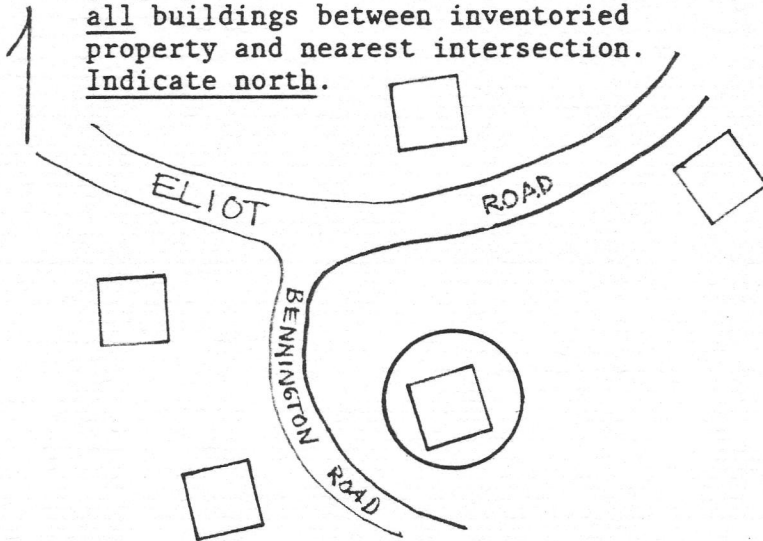 all buildings between inventoried
property and nearest intersection.
Indicate north.
ELIOT ROAD
BENNINGTON ROAD